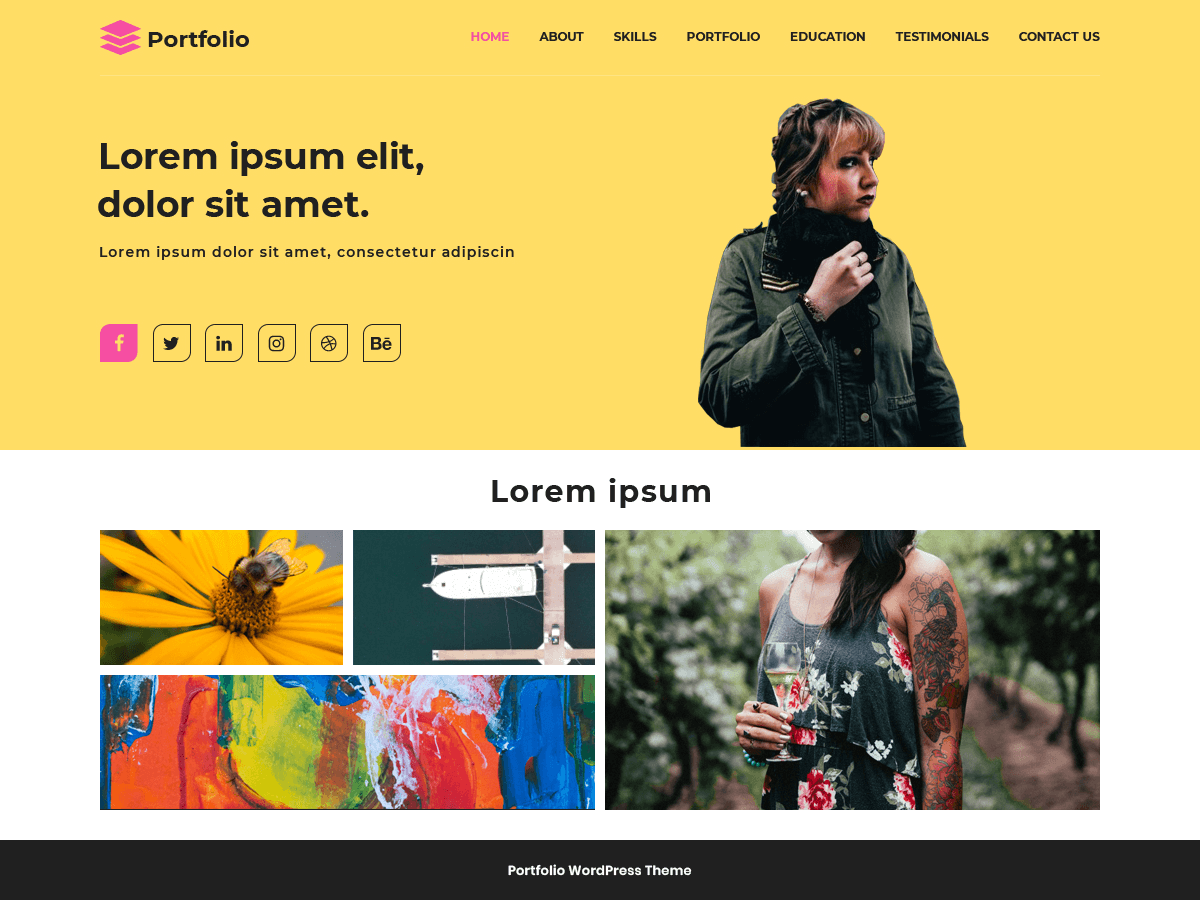 Portfolio
HOME ABOUT SKILLS PORTFOLIO EDUCATION TESTIMONIALS CONTACT US
Lorem ipsum elit,
dolor sit amet.
Lorem ipsum dolor sit amet, consectetur adipiscin
Bē
Lorem ipsum
Portfolio WordPress Theme